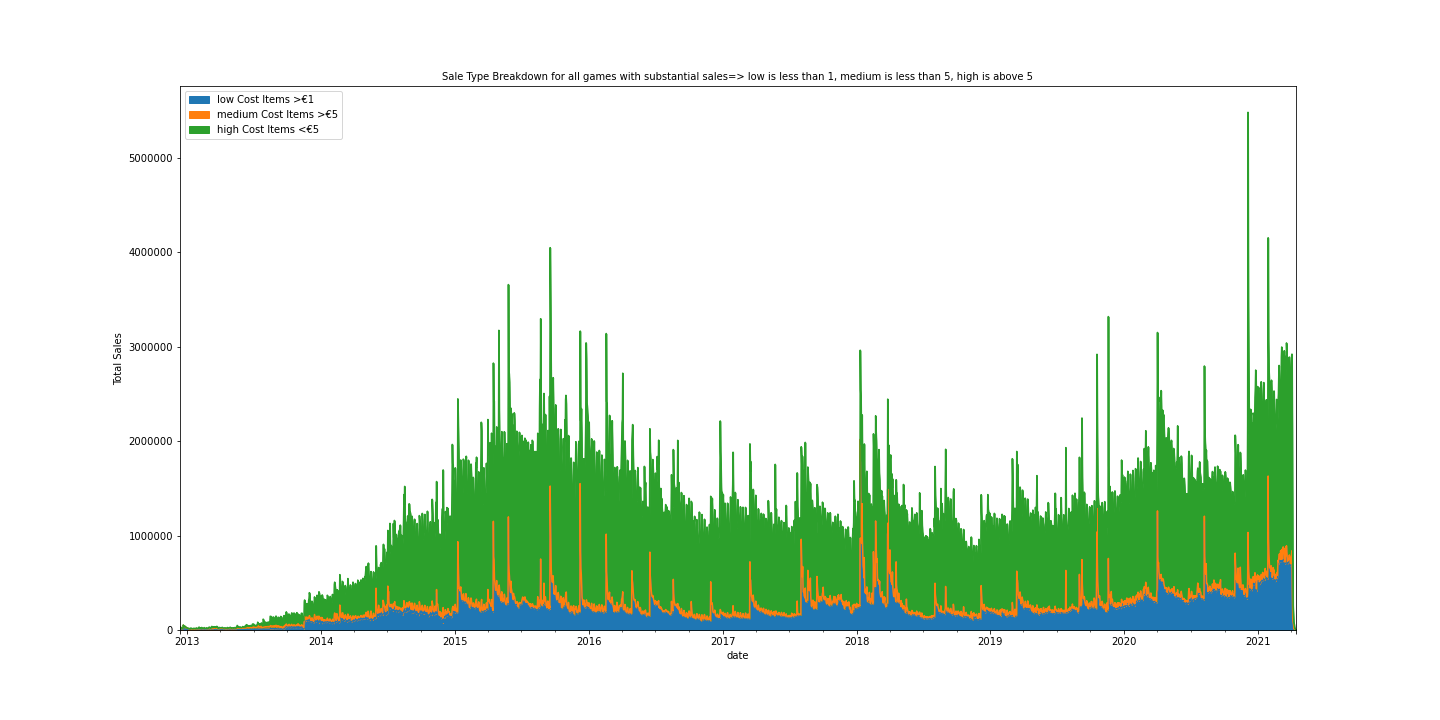 Sale Type Breakdown for all games with substantial sales=> low is less than 1, medium is less than 5, high is above 5
low Cost Items >€1
medium Cost Items >€5
high Cost Items <€5
5000000
4000000
3000000
2000000
1000000
0
Total Sales
2013
2014
2015
2016
2017
2018
2019
2020
2021
date